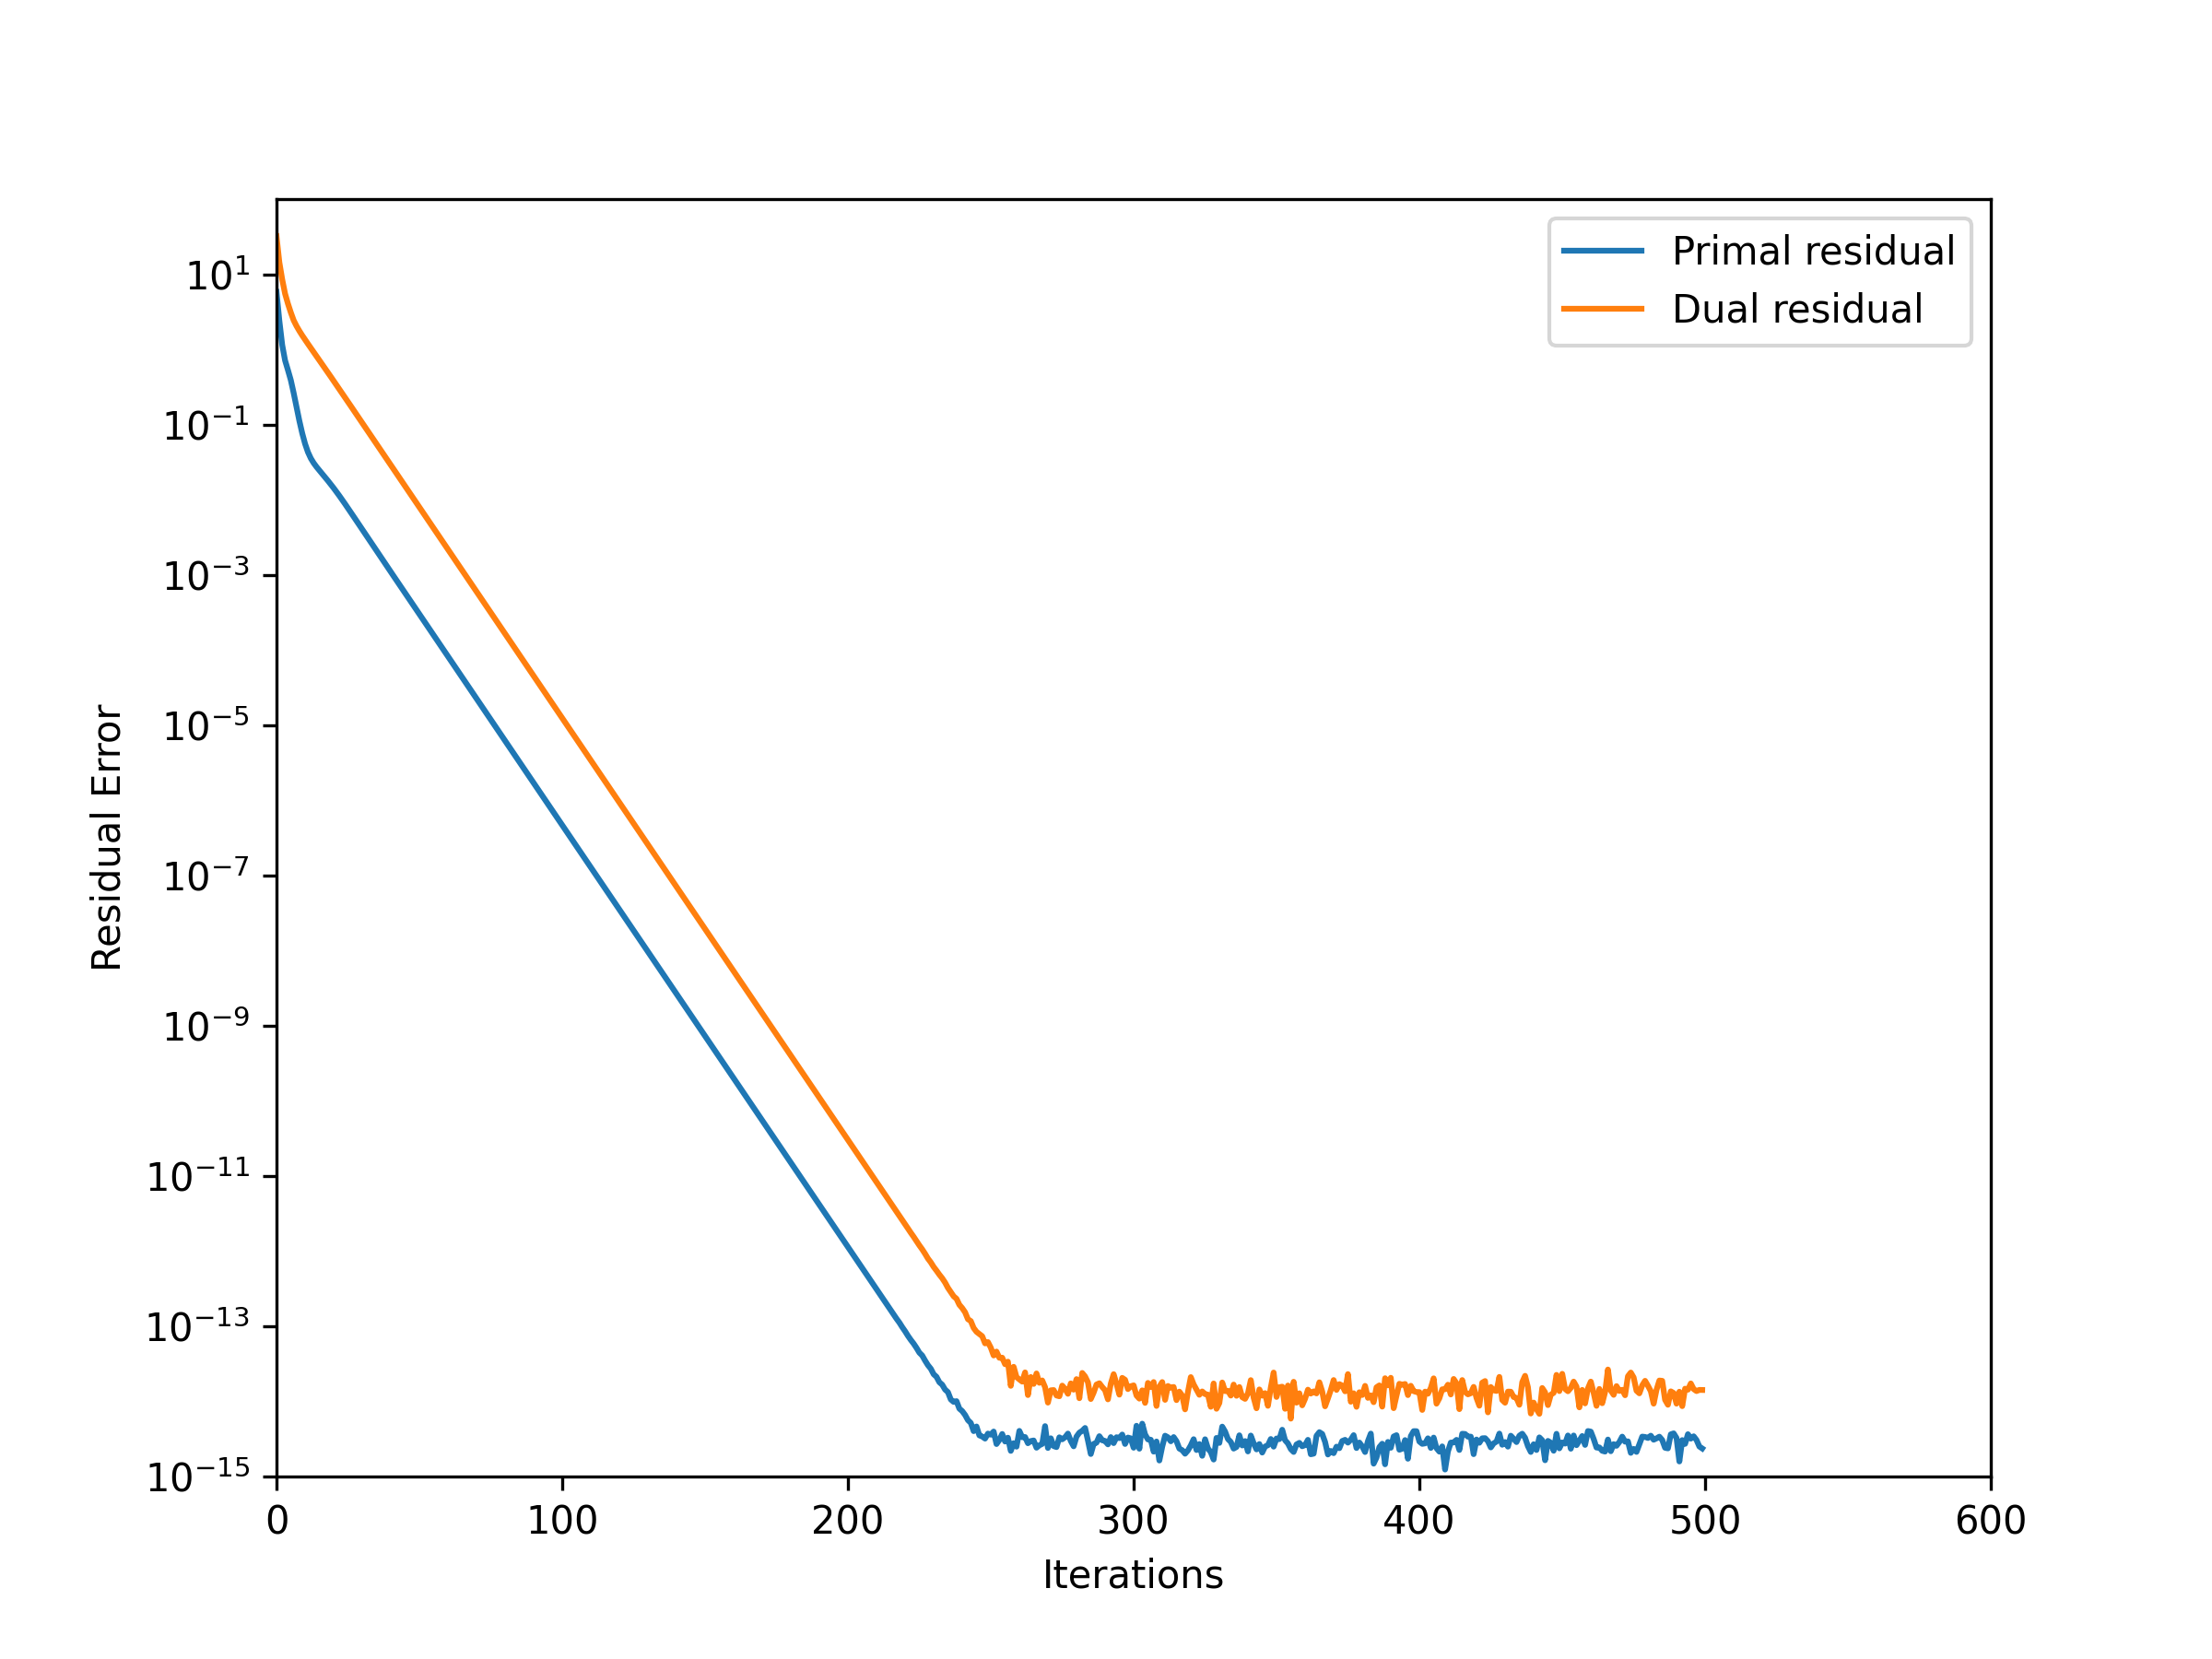 Primal residual
Dual residual
10¹
10⁻¹
10⁻³
10⁻⁵
10⁻⁷
10⁻⁹
10⁻¹¹
10⁻¹³
10⁻¹⁵
Residual Error
0 100 200 300 400 500 600
Iterations